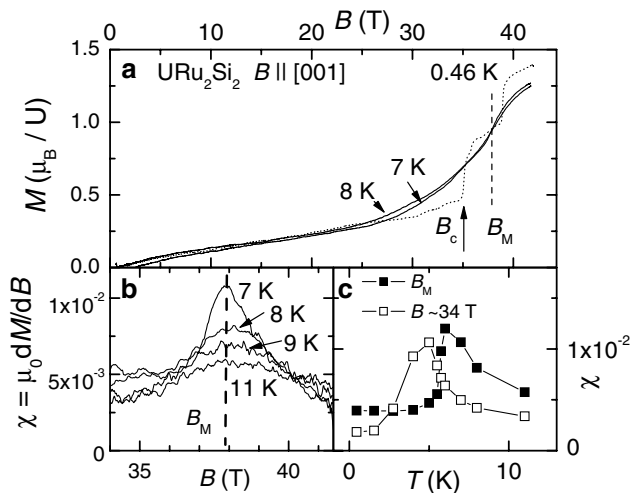 0 10 20 30 40
B (T)
1.5
1.0
0.5
0.0
M (μB / U)
a URu2Si2 B || [001]
0.46 K
7 K
8 K
Bc
BM
b
7 K
8 K
9 K
11 K
BM
1x10-2
5x10-3
0
χ = μ0dM/dB
35 40
B (T)
c
BM
B ~34 T
1x10-2
0
χ
0 5 10
T (K)